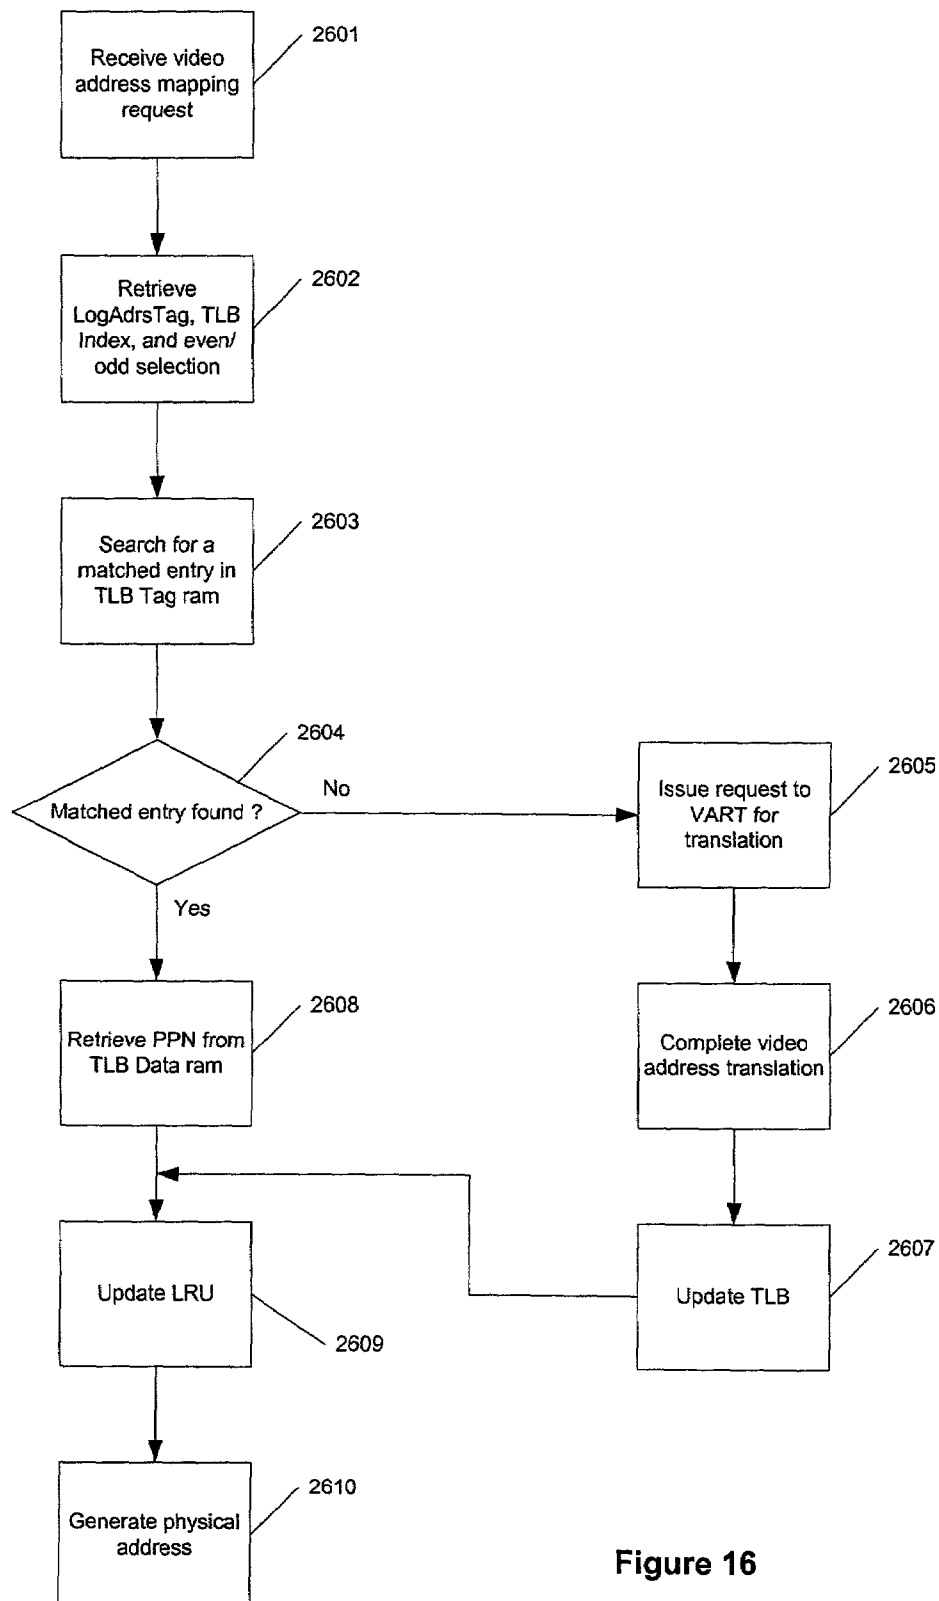 Receive video
address mapping
request
2601
Retrieve
LogAdrsTag, TLB
Index, and even/
odd selection
2602
Search for a
matched entry in
TLB Tag ram
2603
Matched entry found ?
2604
No
Yes
Issue request to
VART for
translation
2605
Complete video
address translation
2606
Update TLB
2607
Retrieve PPN from
TLB Data ram
2608
Update LRU
2609
Generate physical
address
2610
Figure 16